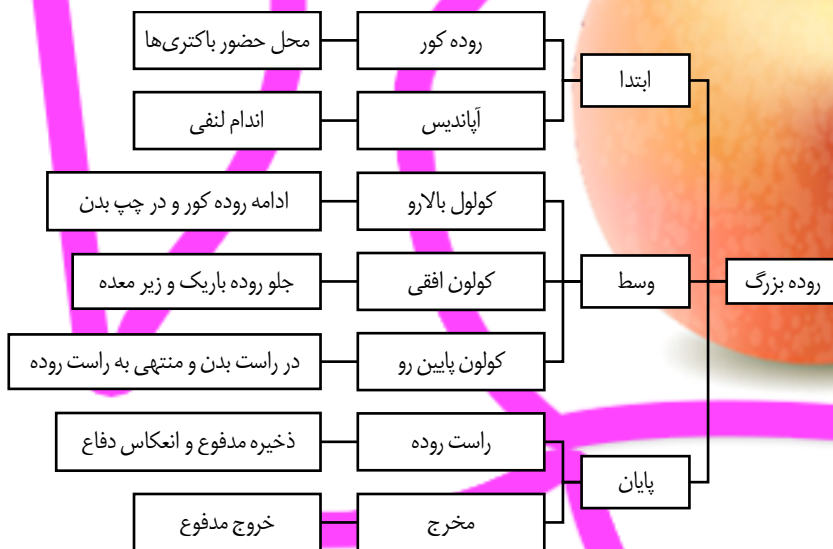 روده بزرگ
ابتدا
روده کور
محل حضور باکتری‌ها
آپاندیس
اندام لنفی
وسط
کولول بالارو
ادامه روده کور و در چپ بدن
کولون افقی
جلو روده باریک و زیر معده
کولون پایین رو
در راست بدن و منتهی به راست روده
پایان
راست روده
ذخیره مدفوع و انعکاس دفاع
مخرج
خروج مدفوع